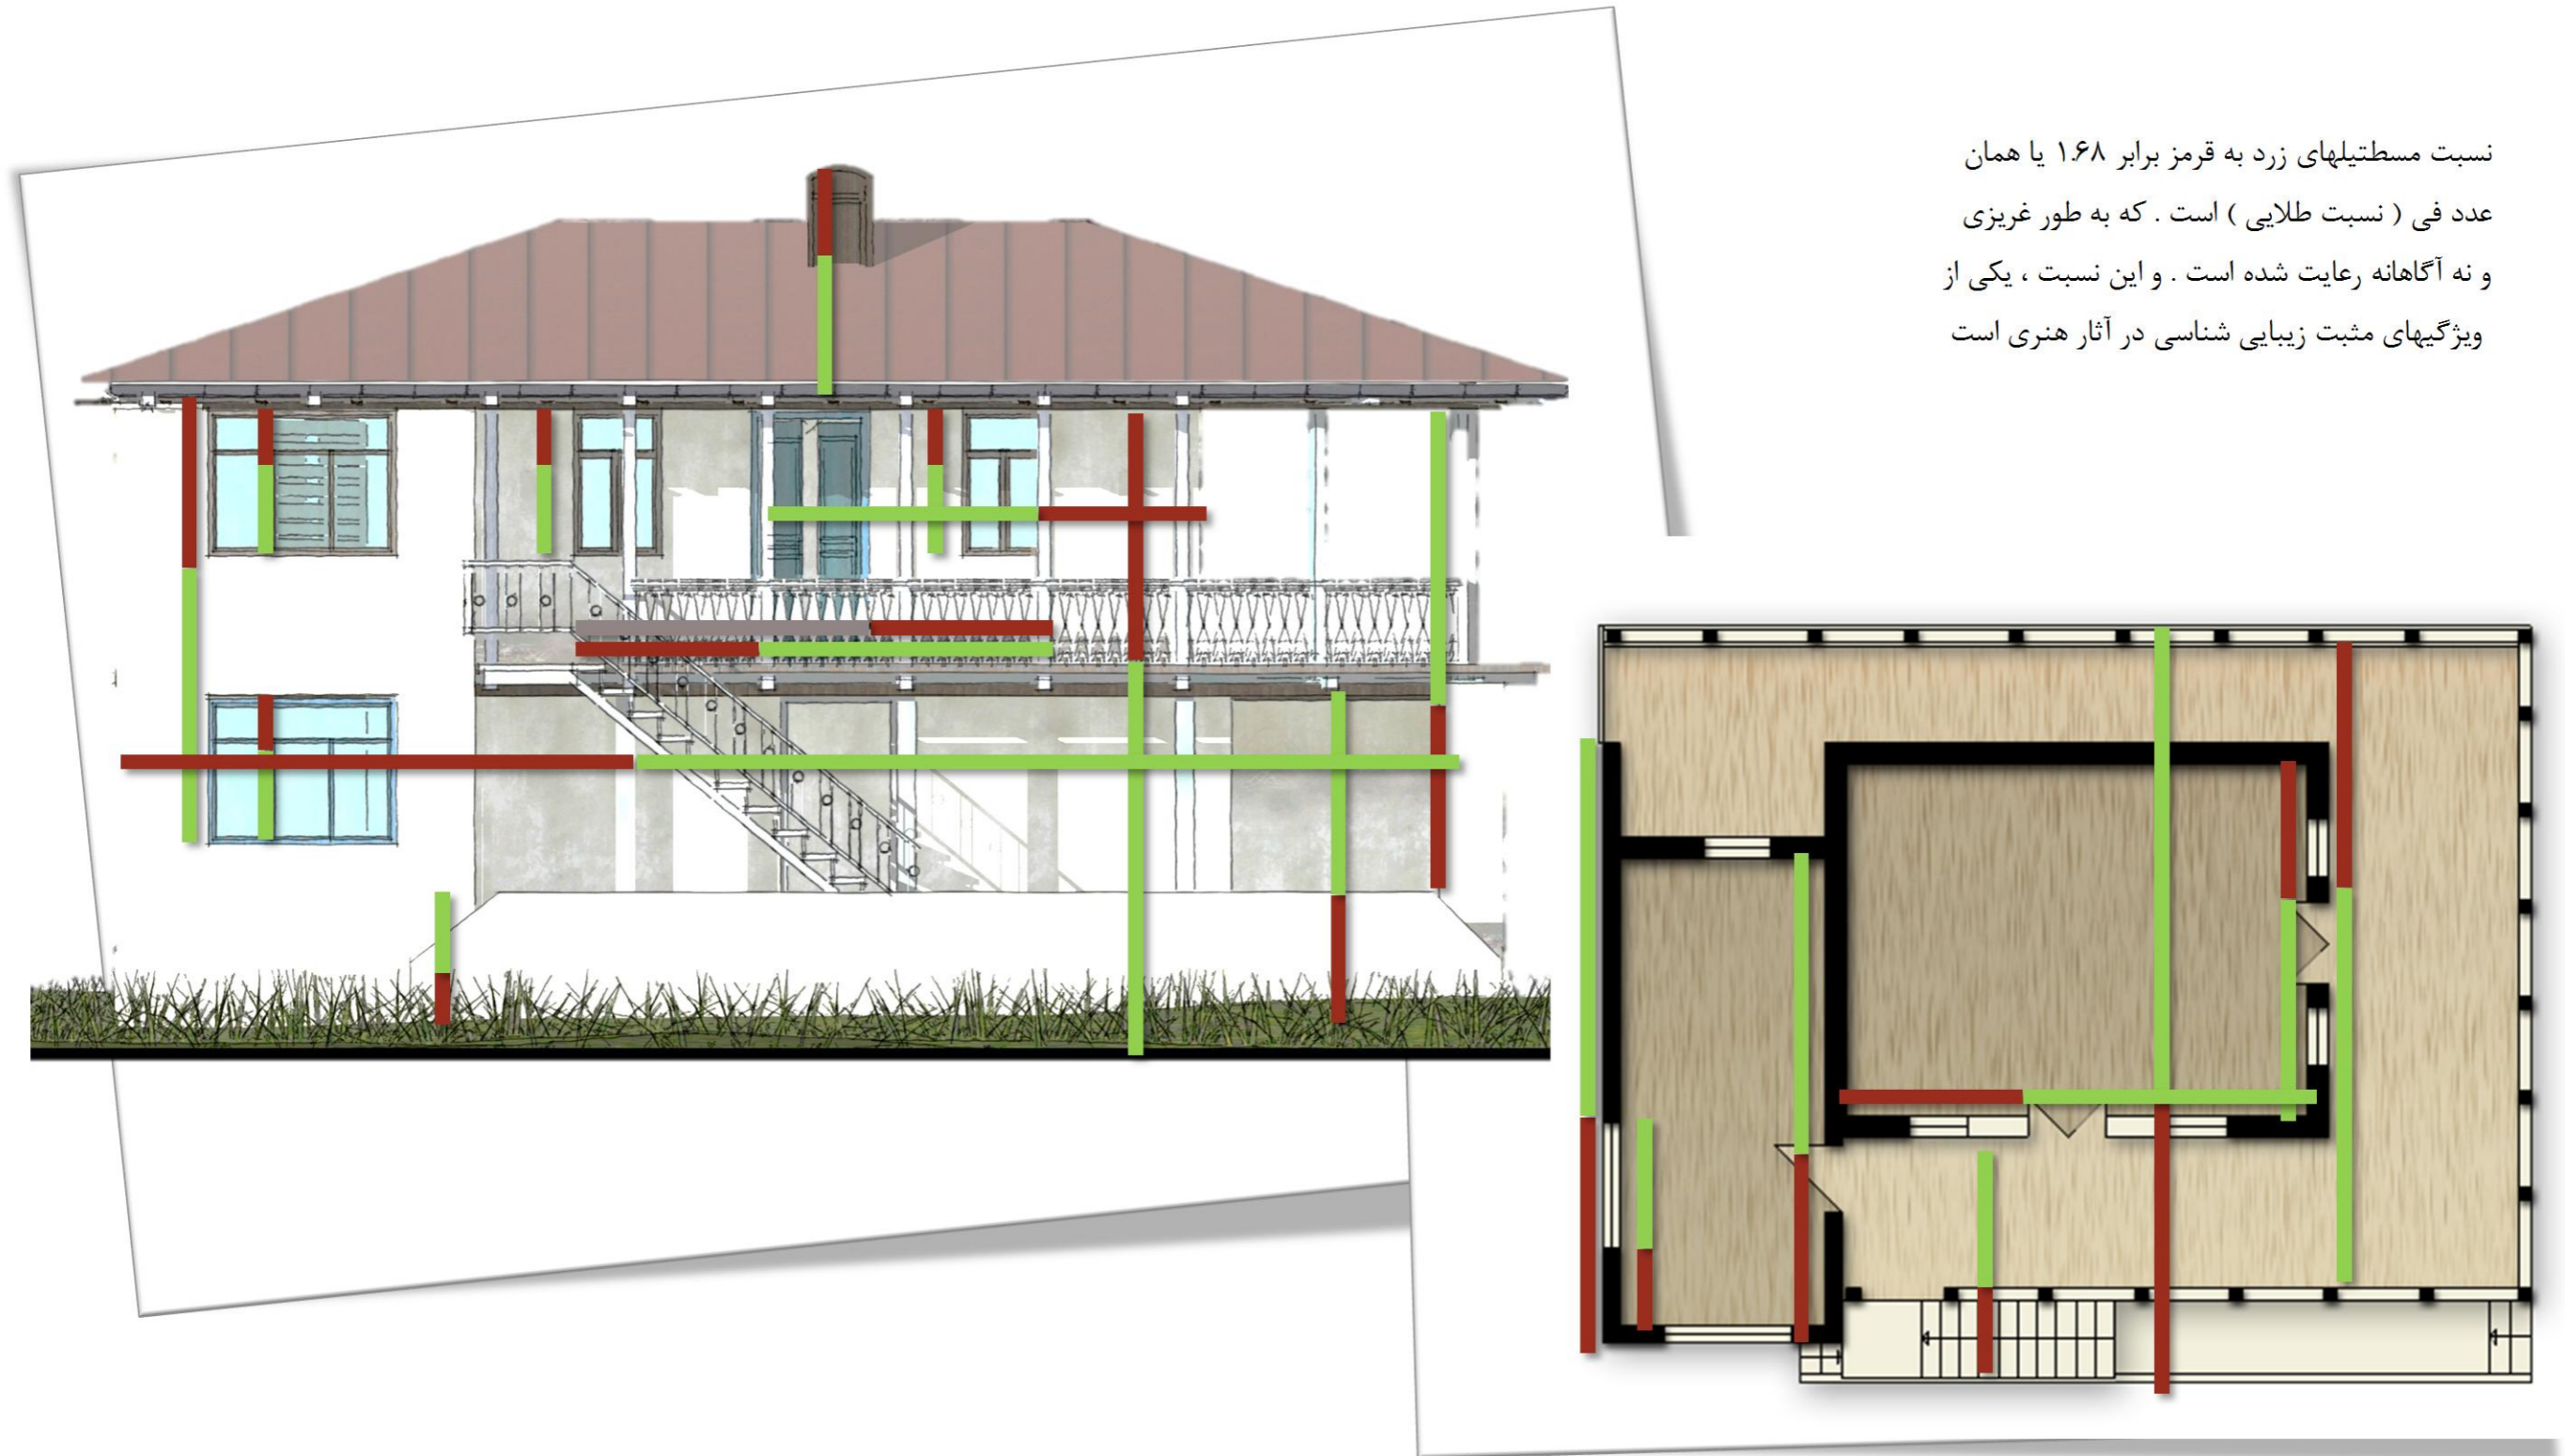 نسبت مسطتیلهای زرد به قرمز برابر ۱.۶۸ یا همان
عدد فی ( نسبت طلایی ) است . که به طور غریزی
و نه آگاهانه رعایت شده است . و این نسبت ، یکی از
ویژگیهای مثبت زیبایی شناسی در آثار هنری است